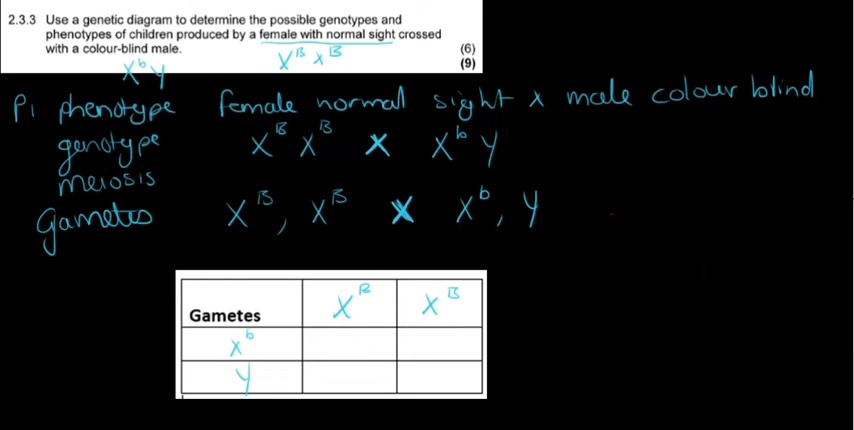 2.3.3 Use a genetic diagram to determine the possible genotypes and
phenotypes of children produced by a female with normal sight crossed
with a colour-blind male. (6)
(9)
X^b Y X^B X^B
P1 phenotype female normal sight x male colour blind
genotype X^B X^B x X^b Y
meiosis
Gametes X^B, X^B x X^b, Y
Gametes X^B X^B
X^b
Y